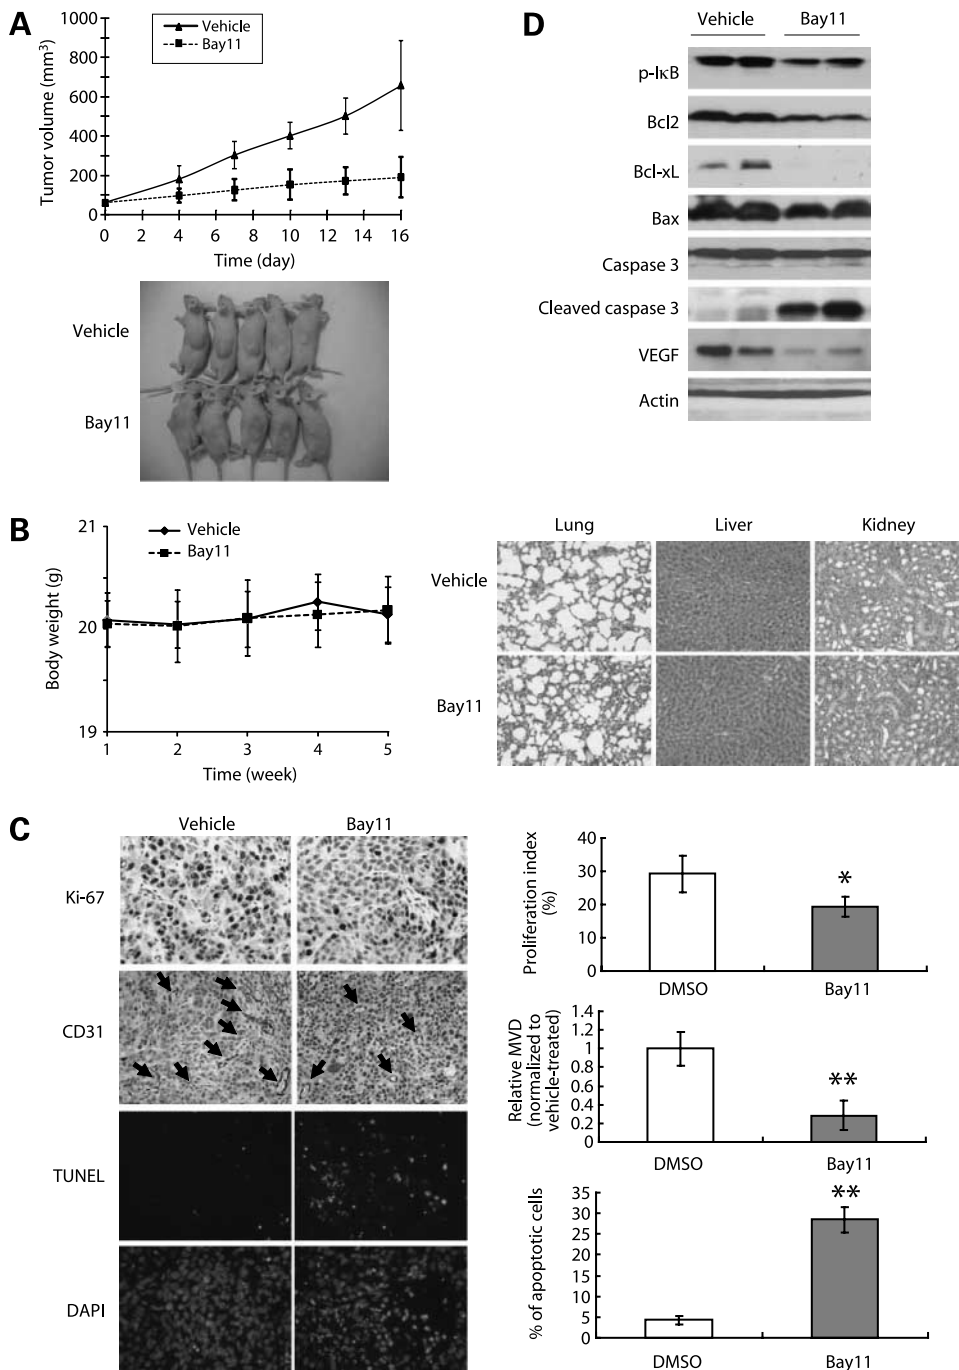 A
1000
800
600
400
200
0
Tumor volume (mm³)
Vehicle
Bay11
0 2 4 6 8 10 12 14 16
Time (day)
Vehicle
Bay11
D
Vehicle Bay11
p-IκB
Bcl2
Bcl-xL
Bax
Caspase 3
Cleaved caspase 3
VEGF
Actin
B
21
20
19
Body weight (g)
Vehicle
Bay11
1 2 3 4 5
Time (week)
Lung Liver Kidney
Vehicle
Bay11
C
Vehicle Bay11
Ki-67
CD31
TUNEL
DAPI
Proliferation index
(%)
40
30
20
10
0
*
DMSO Bay11
Relative MVD
(normalized to
vehicle-treated)
1.4
1.2
1
0.8
0.6
0.4
0.2
0
**
DMSO Bay11
% of apoptotic cells
35
30
25
20
15
10
5
0
**
DMSO Bay11